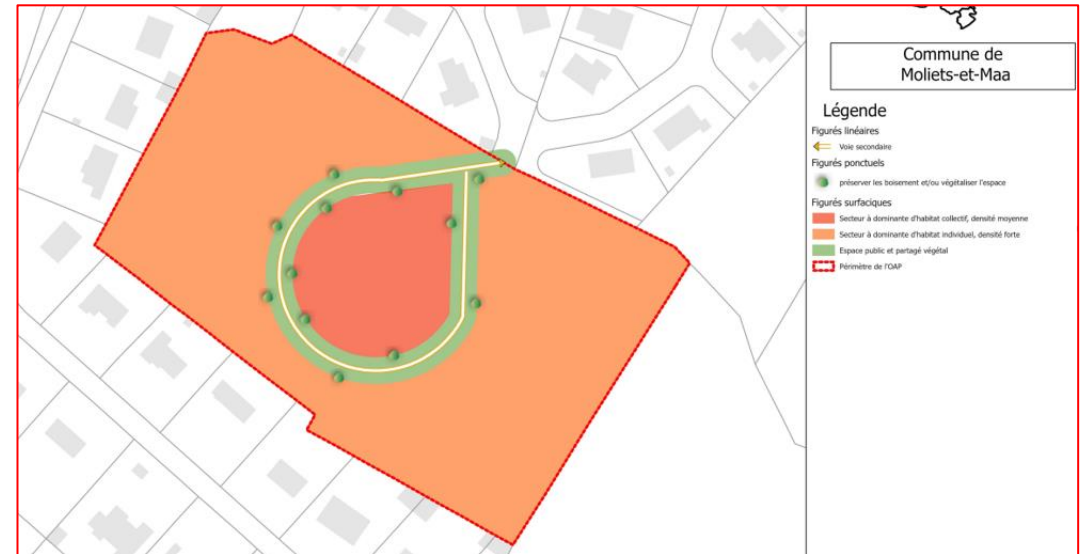 Commune de
Moliets-et-Maa
Légende
Figurés linéaires
Voie secondaire
Figurés ponctuels
préserver les boisement et/ou végétaliser l'espace
Figurés surfaciques
Secteur à dominante d'habitat collectif, densité moyenne
Secteur à dominante d'habitat individuel, densité forte
Espace public et partagé végétal
Périmètre de l'OAP